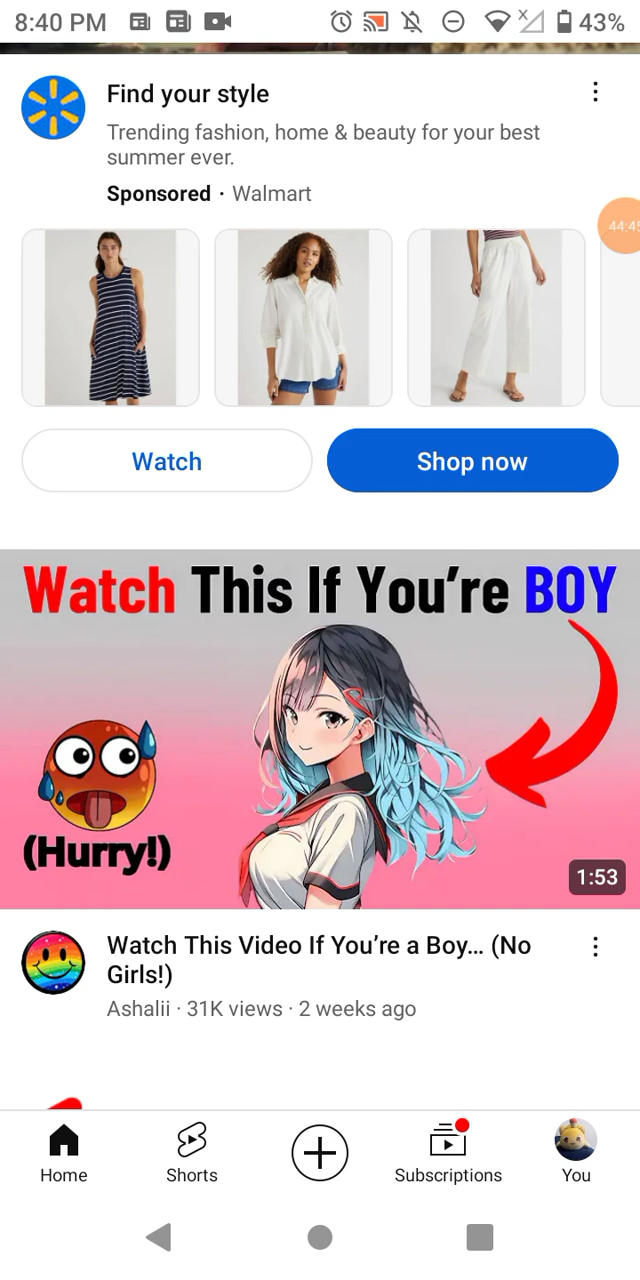 8:40 PM
43%
Find your style
Trending fashion, home & beauty for your best
summer ever.
Sponsored · Walmart
44:45
Watch
Shop now
Watch This If You're BOY
(Hurry!)
1:53
Watch This Video If You're a Boy... (No
Girls!)
Ashalii · 31K views · 2 weeks ago
Home
Shorts
Subscriptions
You